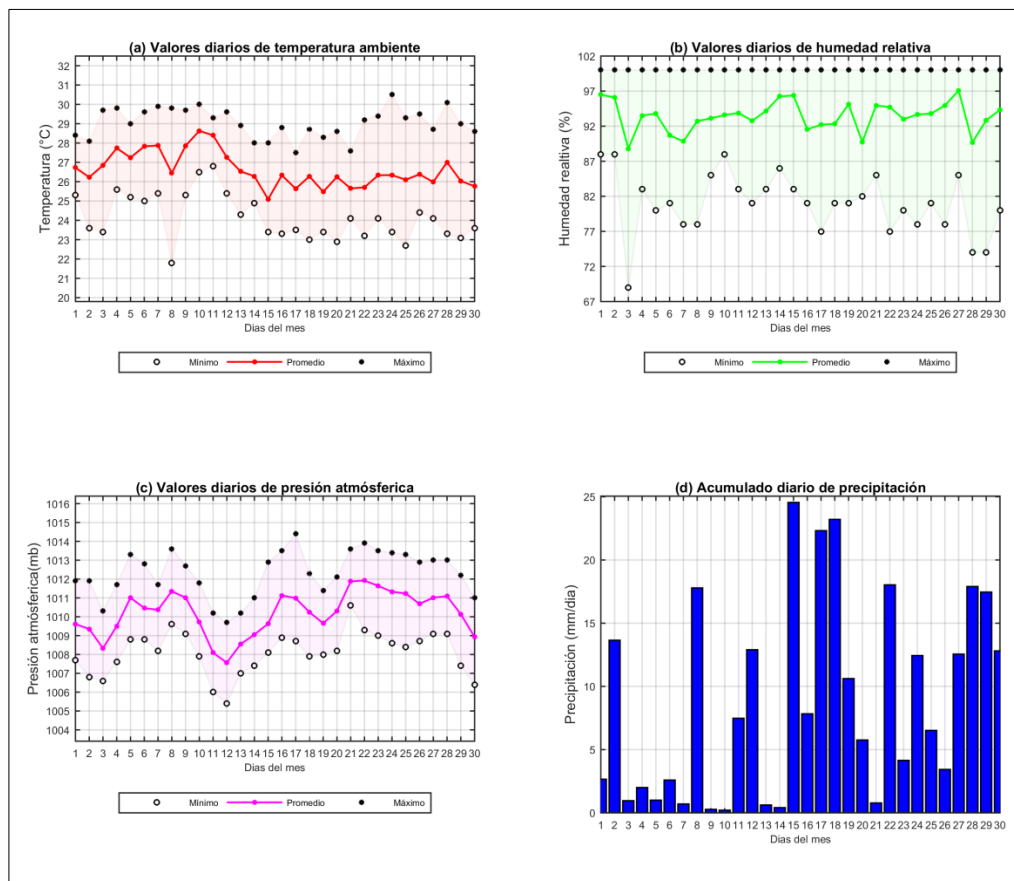 (a) Valores diarios de temperatura ambiente
Temperatura (°C)
32
31
30
29
28
27
26
25
24
23
22
21
20
1 2 3 4 5 6 7 8 9 10 11 12 13 14 15 16 17 18 19 20 21 22 23 24 25 26 27 28 29 30
Dias del mes
Mínimo Promedio Máximo
(b) Valores diarios de humedad relativa
Humedad realtiva (%)
102
97
92
87
82
77
72
67
1 2 3 4 5 6 7 8 9 10 11 12 13 14 15 16 17 18 19 20 21 22 23 24 25 26 27 28 29 30
Dias del mes
Mínimo Promedio Máximo
(c) Valores diarios de presión atmósferica
Presión atmósferica(mb)
1016
1015
1014
1013
1012
1011
1010
1009
1008
1007
1006
1005
1004
1 2 3 4 5 6 7 8 9 10 11 12 13 14 15 16 17 18 19 20 21 22 23 24 25 26 27 28 29 30
Dias del mes
Mínimo Promedio Máximo
(d) Acumulado diario de precipitación
Precipitación (mm/dia)
25
20
15
10
5
0
1 2 3 4 5 6 7 8 9 10 11 12 13 14 15 16 17 18 19 20 21 22 23 24 25 26 27 28 29 30
Dias del mes